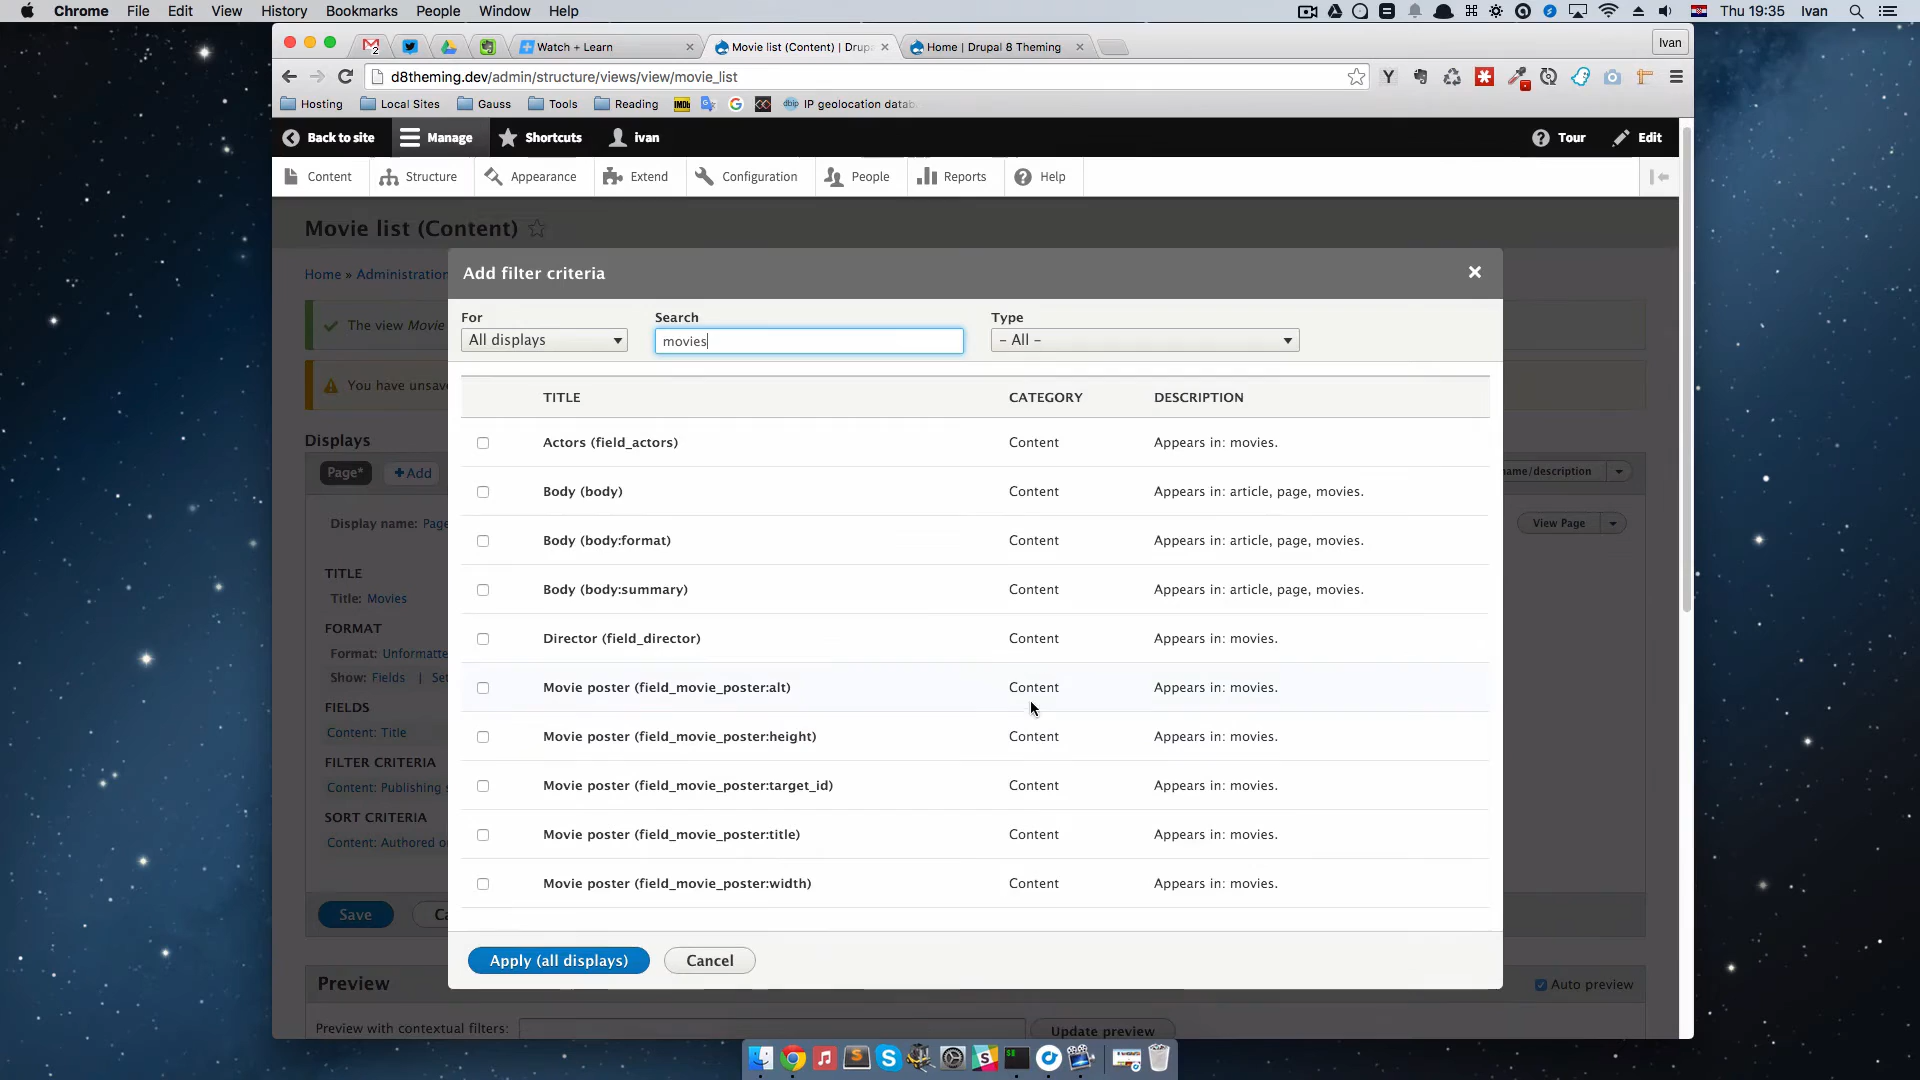 Chrome File Edit View History Bookmarks People Window Help Thu 19:35 Ivan
2 Watch + Learn Movie list (Content) | Drupa Home | Drupal 8 Theming Ivan
d8theming.dev/admin/structure/views/view/movie_list Y
Hosting Local Sites Gauss Tools Reading IMDb G dbip IP geolocation datab
Back to site Manage Shortcuts ivan Tour Edit
Content Structure Appearance Extend Configuration People Reports Help
Movie list (Content)
Home » Administration
Add filter criteria
The view Movie
You have unsav
For Search Type
All displays movies – All –
TITLE CATEGORY DESCRIPTION
Actors (field_actors) Content Appears in: movies.
Body (body) Content Appears in: article, page, movies.
Body (body:format) Content Appears in: article, page, movies.
Body (body:summary) Content Appears in: article, page, movies.
Director (field_director) Content Appears in: movies.
Movie poster (field_movie_poster:alt) Content Appears in: movies.
Movie poster (field_movie_poster:height) Content Appears in: movies.
Movie poster (field_movie_poster:target_id) Content Appears in: movies.
Movie poster (field_movie_poster:title) Content Appears in: movies.
Movie poster (field_movie_poster:width) Content Appears in: movies.
Apply (all displays) Cancel
Displays
Page* +Add name/description
Display name: Page View Page
TITLE
Title: Movies
FORMAT
Format: Unformatte
Show: Fields | Set
FIELDS
Content: Title
FILTER CRITERIA
Content: Publishing s
SORT CRITERIA
Content: Authored o
Save Ca
Preview Auto preview
Preview with contextual filters: Update preview